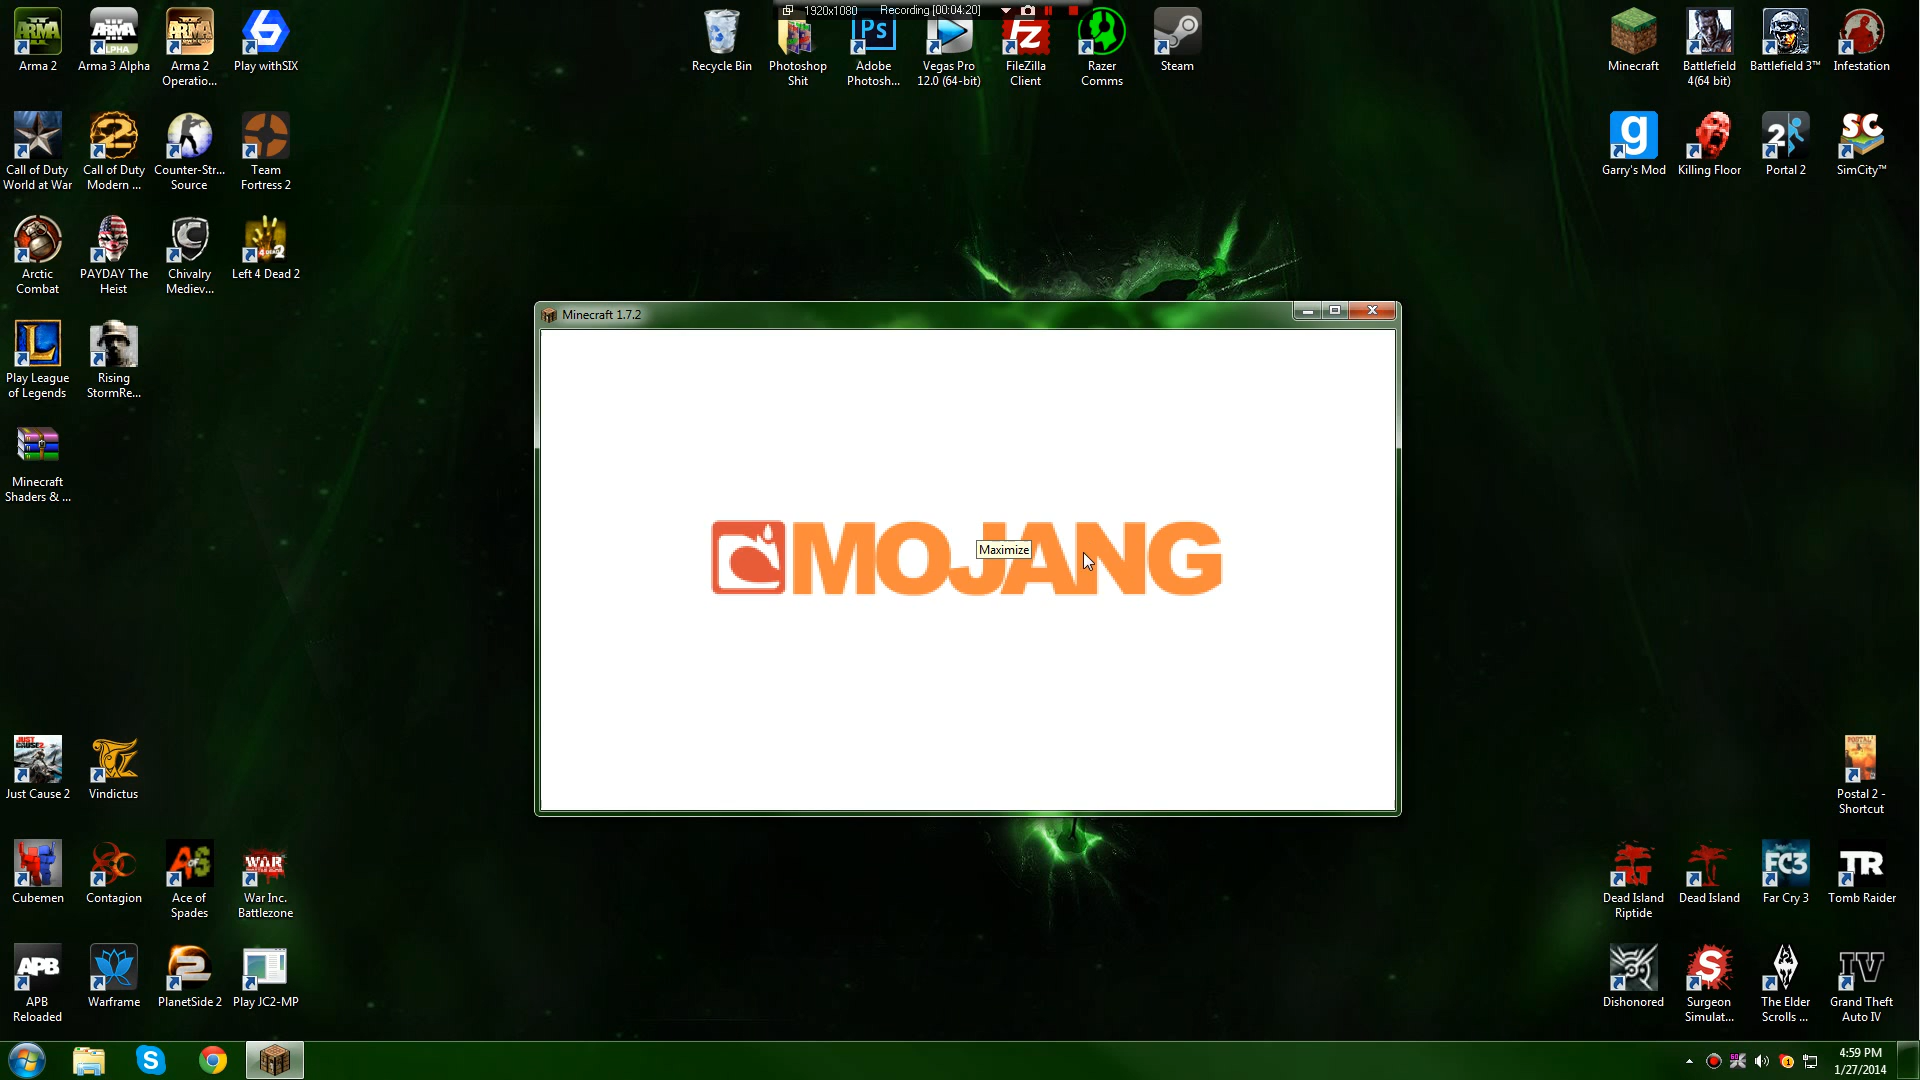 1920x1080 Recording [00:04:20]
Arma 2
Arma 3 Alpha
Arma 2
Operatio...
Play withSIX
Recycle Bin
Photoshop
Shit
Adobe
Photosh...
Vegas Pro
12.0 (64-bit)
FileZilla
Client
Razer
Comms
Steam
Minecraft
Battlefield
4(64 bit)
Battlefield 3™
Infestation
Call of Duty
World at War
Call of Duty
Modern ...
Counter-Str...
Source
Team
Fortress 2
Garry's Mod
Killing Floor
Portal 2
SimCity™
Arctic
Combat
PAYDAY The
Heist
Chivalry
Mediev...
Left 4 Dead 2
Minecraft 1.7.2
Play League
of Legends
Rising
StormRe...
Minecraft
Shaders & ...
MOJANG
Maximize
Just Cause 2
Vindictus
Postal 2 -
Shortcut
Cubemen
Contagion
Ace of
Spades
War Inc.
Battlezone
Dead Island
Riptide
Dead Island
Far Cry 3
Tomb Raider
APB
Reloaded
Warframe
PlanetSide 2
Play JC2-MP
Dishonored
Surgeon
Simulat...
The Elder
Scrolls ...
Grand Theft
Auto IV
4:59 PM
1/27/2014